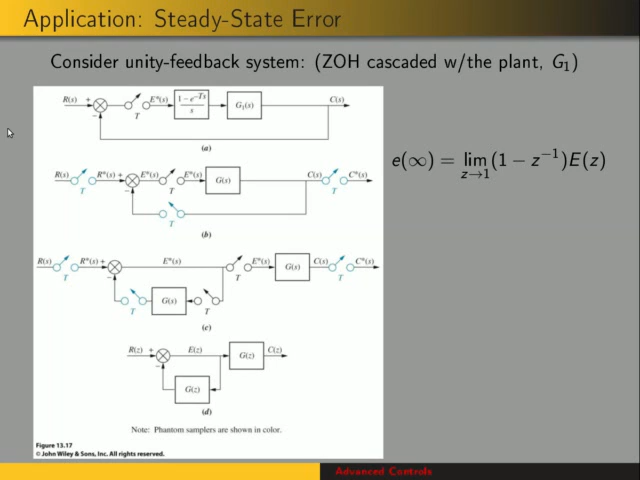 Application: Steady-State Error
Consider unity-feedback system: (ZOH cascaded w/the plant, G₁)
R(s) + − T E*(s) 1 − e^−Ts / s G₁(s) C(s)
(a)
R(s) T R*(s) + − E*(s) T E*(s) G(s) C(s) T C*(s)
T
(b)
R(s) T R*(s) + − E*(s) T E*(s) G(s) C(s) T C*(s)
T G(s) T
(c)
R(z) + − E(z) G(z) C(z)
G(z)
(d)
Note: Phantom samplers are shown in color.
Figure 13.17
© John Wiley & Sons, Inc. All rights reserved.
e(∞) = lim z→1 (1 − z⁻¹)E(z)
Advanced Controls